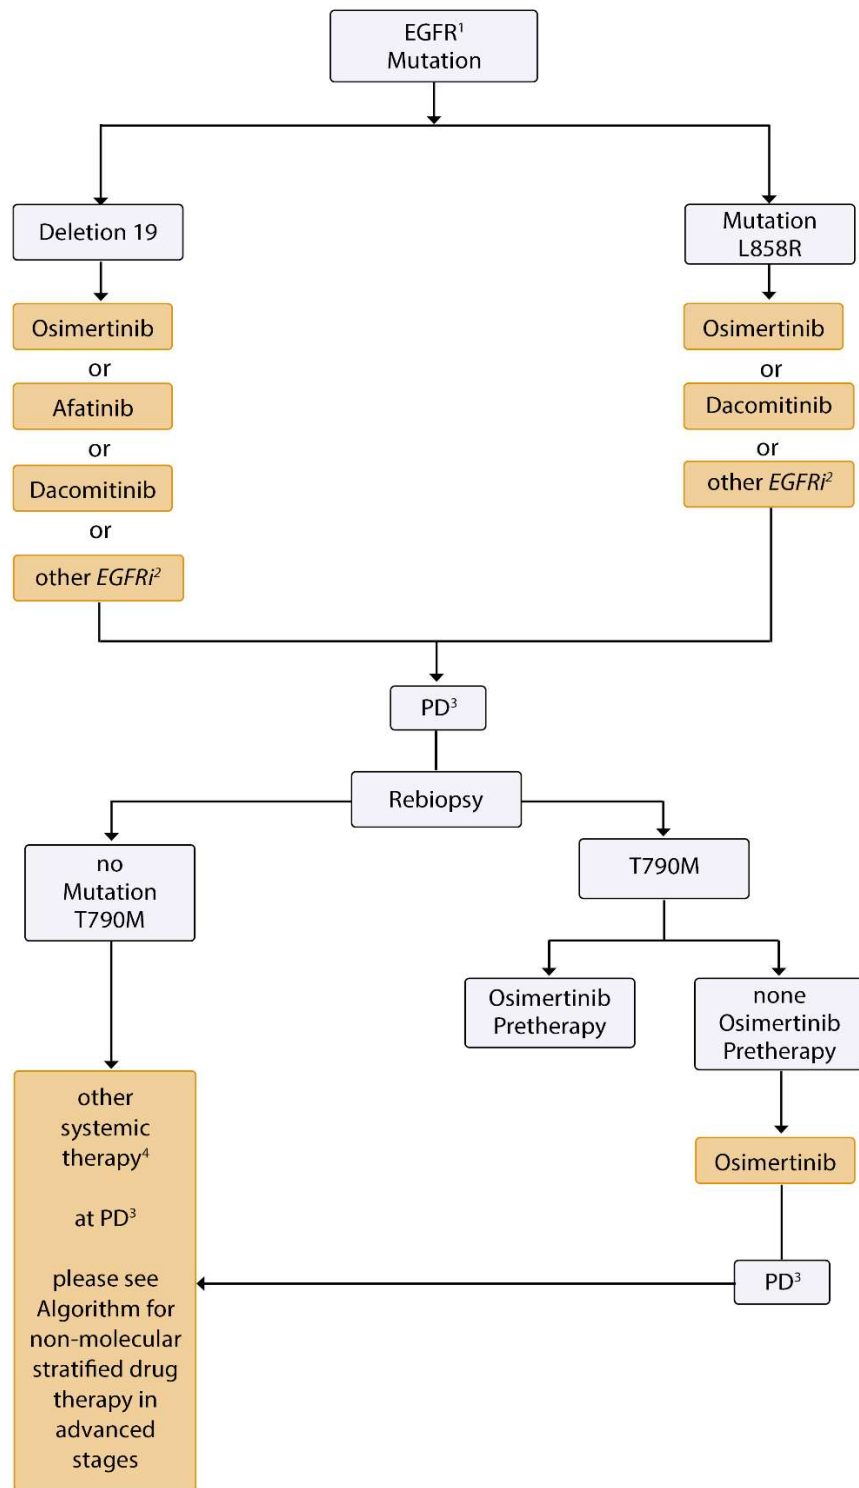 EGFR¹
Mutation
Deletion 19
Mutation
L858R
Osimertinib
or
Afatinib
or
Dacomitinib
or
other EGFRi²
Osimertinib
or
Dacomitinib
or
other EGFRi²
PD³
Rebiopsy
no
Mutation
T790M
T790M
Osimertinib
Pretherapy
none
Osimertinib
Pretherapy
Osimertinib
PD³
other
systemic
therapy⁴
at PD³
please see
Algorithm for
non-molecular
stratified drug
therapy in
advanced
stages